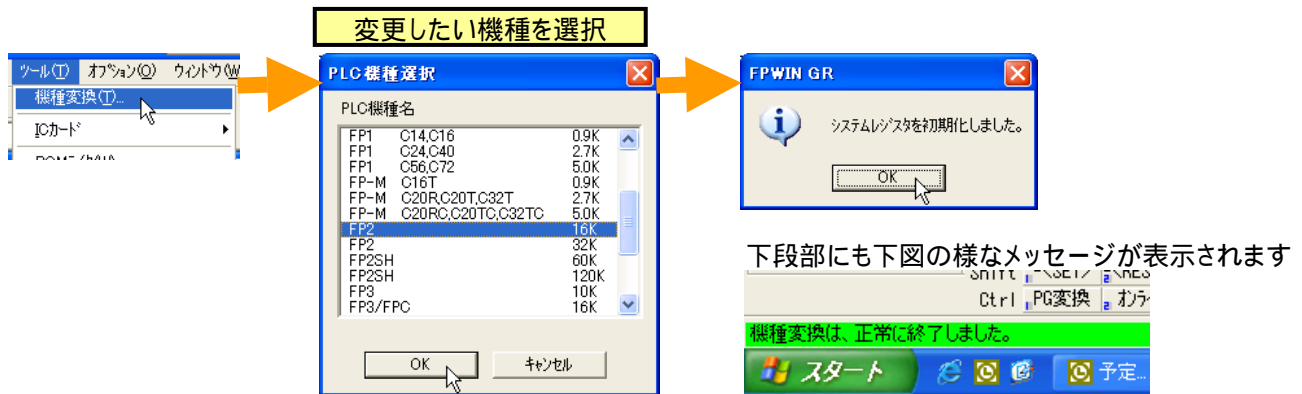 変更したい機種を選択
ツール(T) オプション(O) ウィンドウ(W
機種変換(T)...
ICカード
PLC機種選択
PLC機種名
FP1 C14,C16 0.9K
FP1 C24,C40 2.7K
FP1 C56,C72 5.0K
FP-M C16T 0.9K
FP-M C20R,C20T,C32T 2.7K
FP-M C20RC,C20TC,C32TC 5.0K
FP2 16K
FP2 32K
FP2SH 60K
FP2SH 120K
FP3 10K
FP3/FPC 16K
OK キャンセル
FPWIN GR
システムレジスタを初期化しました。
OK
下段部にも下図の様なメッセージが表示されます
Shift
Ctrl PG変換
機種変換は、正常に終了しました。
スタート 予定...